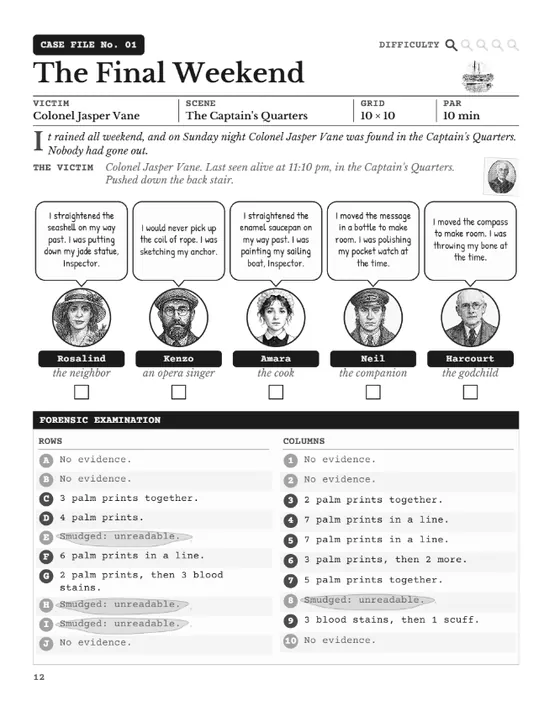 CASE FILE No. 01
DIFFICULTY
The Final Weekend
VICTIM
Colonel Jasper Vane
SCENE
The Captain's Quarters
GRID
10 × 10
PAR
10 min
It rained all weekend, and on Sunday night Colonel Jasper Vane was found in the Captain's Quarters.
Nobody had gone out.
THE VICTIM
Colonel Jasper Vane. Last seen alive at 11:10 pm, in the Captain's Quarters.
Pushed down the back stair.
I straightened the
seashell on my way
past. I was putting
down my jade statue,
Inspector.
I would never pick up
the coil of rope. I was
sketching my anchor.
I straightened the
enamel saucepan on
my way past. I was
painting my sailing
boat, Inspector.
I moved the message
in a bottle to make
room. I was polishing
my pocket watch at
the time.
I moved the compass
to make room. I was
throwing my bone at
the time.
Rosalind
the neighbor
Kenzo
an opera singer
Amara
the cook
Neil
the companion
Harcourt
the godchild
FORENSIC EXAMINATION
ROWS
A No evidence.
B No evidence.
C 3 palm prints together.
D 4 palm prints.
E Smudged: unreadable.
F 6 palm prints in a line.
G 2 palm prints, then 3 blood
stains.
H Smudged: unreadable.
I Smudged: unreadable.
J No evidence.
COLUMNS
1 No evidence.
2 No evidence.
3 2 palm prints together.
4 7 palm prints in a line.
5 7 palm prints in a line.
6 3 palm prints, then 2 more.
7 5 palm prints together.
8 Smudged: unreadable.
9 3 blood stains, then 1 scuff.
10 No evidence.
12